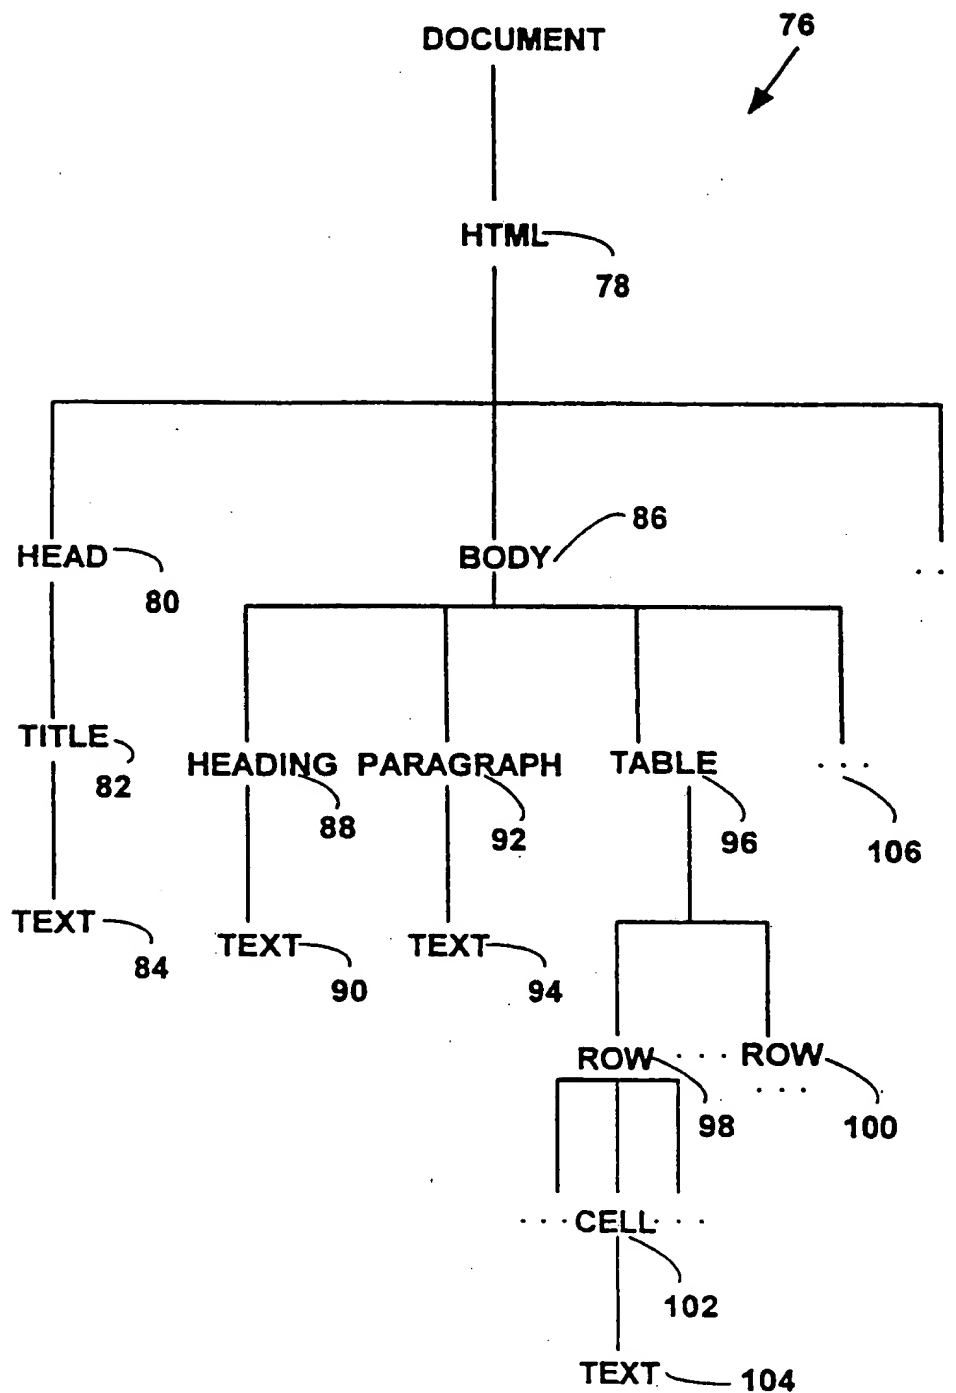 76
DOCUMENT
HTML
78
86
HEAD
BODY
. .
80
TITLE
82
HEADING
PARAGRAPH
TABLE
. . .
88
92
96
106
TEXT
84
TEXT
90
TEXT
94
ROW . . . ROW
. . .
98
100
. . . CELL . . .
102
TEXT
104